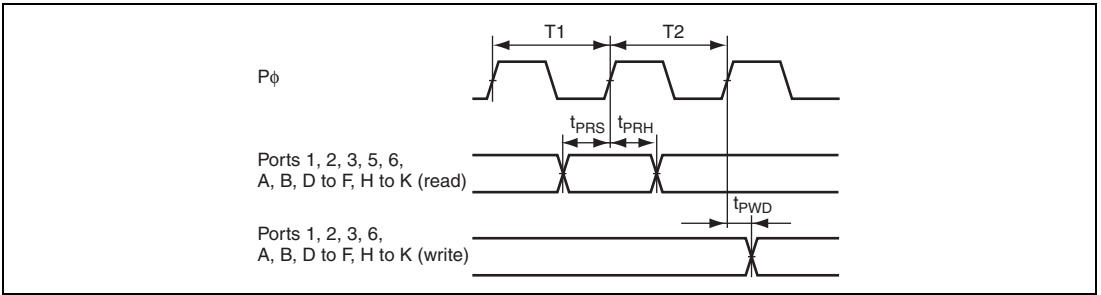 T1 T2
Pϕ
tPRS tPRH
Ports 1, 2, 3, 5, 6,
A, B, D to F, H to K (read)
tPWD
Ports 1, 2, 3, 6,
A, B, D to F, H to K (write)